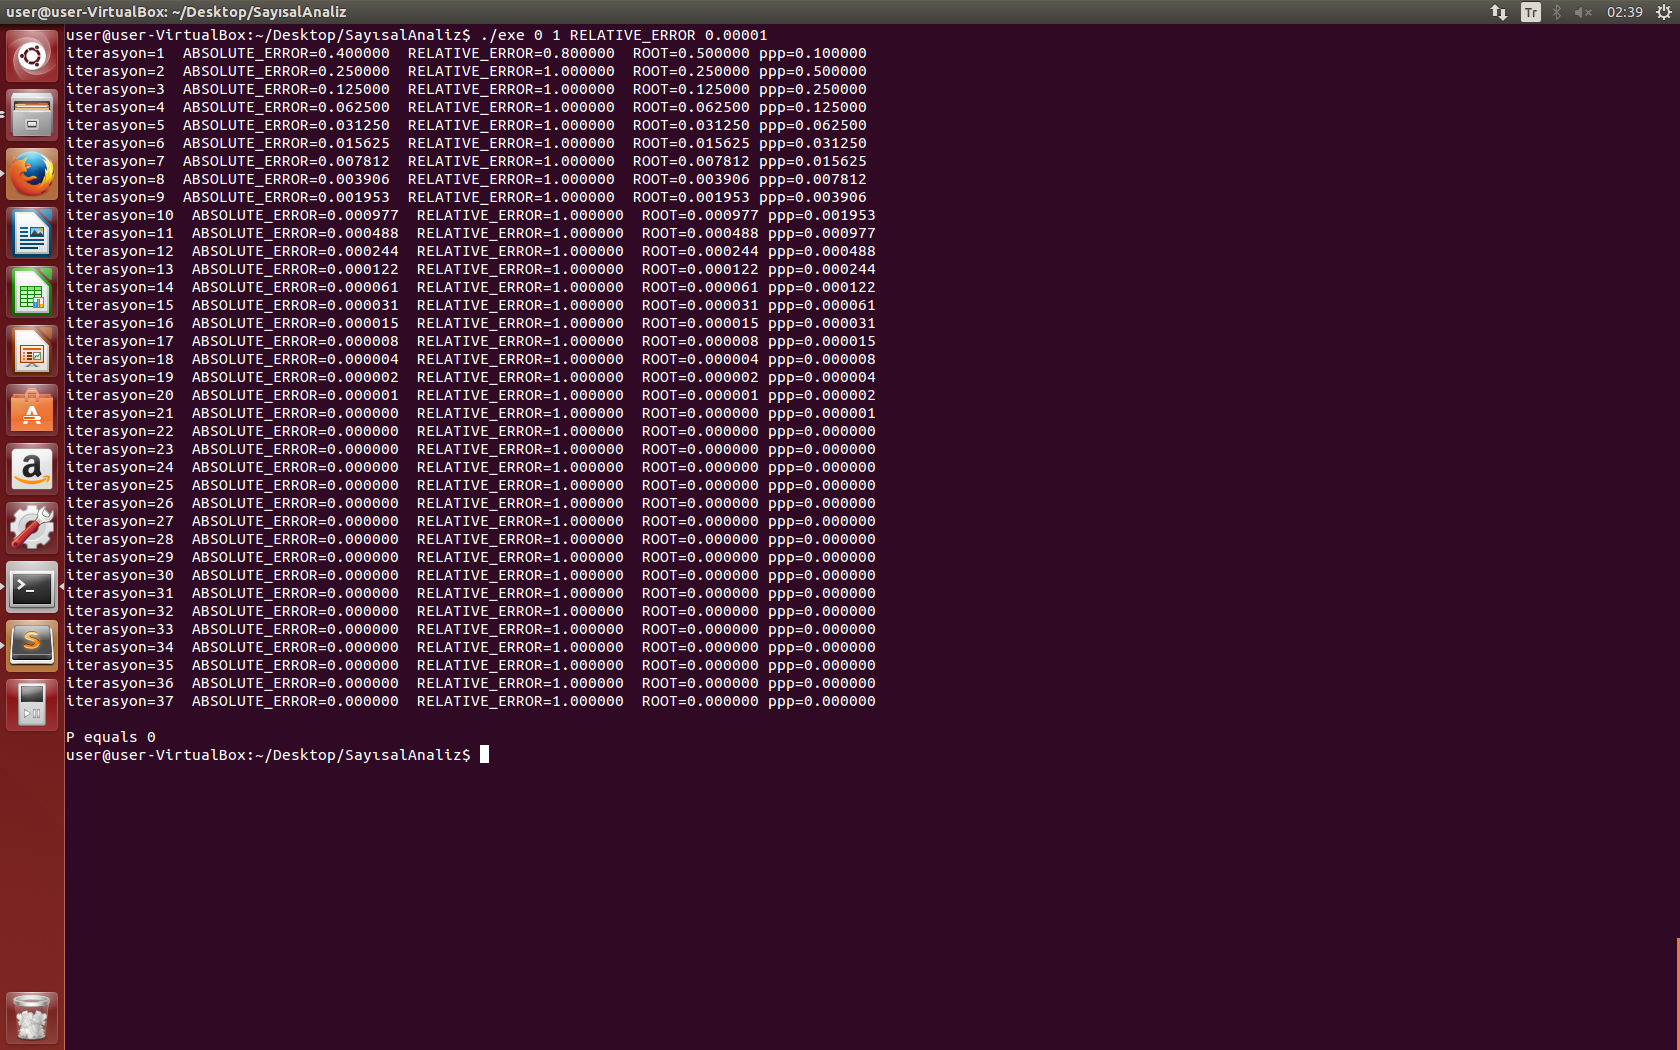 user@user-VirtualBox: ~/Desktop/SayısalAnaliz
Tr
02:39
user@user-VirtualBox:~/Desktop/SayısalAnaliz$ ./exe 0 1 RELATIVE_ERROR 0.00001
iterasyon=1  ABSOLUTE_ERROR=0.400000  RELATIVE_ERROR=0.800000  ROOT=0.500000 ppp=0.100000
iterasyon=2  ABSOLUTE_ERROR=0.250000  RELATIVE_ERROR=1.000000  ROOT=0.250000 ppp=0.500000
iterasyon=3  ABSOLUTE_ERROR=0.125000  RELATIVE_ERROR=1.000000  ROOT=0.125000 ppp=0.250000
iterasyon=4  ABSOLUTE_ERROR=0.062500  RELATIVE_ERROR=1.000000  ROOT=0.062500 ppp=0.125000
iterasyon=5  ABSOLUTE_ERROR=0.031250  RELATIVE_ERROR=1.000000  ROOT=0.031250 ppp=0.062500
iterasyon=6  ABSOLUTE_ERROR=0.015625  RELATIVE_ERROR=1.000000  ROOT=0.015625 ppp=0.031250
iterasyon=7  ABSOLUTE_ERROR=0.007812  RELATIVE_ERROR=1.000000  ROOT=0.007812 ppp=0.015625
iterasyon=8  ABSOLUTE_ERROR=0.003906  RELATIVE_ERROR=1.000000  ROOT=0.003906 ppp=0.007812
iterasyon=9  ABSOLUTE_ERROR=0.001953  RELATIVE_ERROR=1.000000  ROOT=0.001953 ppp=0.003906
iterasyon=10  ABSOLUTE_ERROR=0.000977  RELATIVE_ERROR=1.000000  ROOT=0.000977 ppp=0.001953
iterasyon=11  ABSOLUTE_ERROR=0.000488  RELATIVE_ERROR=1.000000  ROOT=0.000488 ppp=0.000977
iterasyon=12  ABSOLUTE_ERROR=0.000244  RELATIVE_ERROR=1.000000  ROOT=0.000244 ppp=0.000488
iterasyon=13  ABSOLUTE_ERROR=0.000122  RELATIVE_ERROR=1.000000  ROOT=0.000122 ppp=0.000244
iterasyon=14  ABSOLUTE_ERROR=0.000061  RELATIVE_ERROR=1.000000  ROOT=0.000061 ppp=0.000122
iterasyon=15  ABSOLUTE_ERROR=0.000031  RELATIVE_ERROR=1.000000  ROOT=0.000031 ppp=0.000061
iterasyon=16  ABSOLUTE_ERROR=0.000015  RELATIVE_ERROR=1.000000  ROOT=0.000015 ppp=0.000031
iterasyon=17  ABSOLUTE_ERROR=0.000008  RELATIVE_ERROR=1.000000  ROOT=0.000008 ppp=0.000015
iterasyon=18  ABSOLUTE_ERROR=0.000004  RELATIVE_ERROR=1.000000  ROOT=0.000004 ppp=0.000008
iterasyon=19  ABSOLUTE_ERROR=0.000002  RELATIVE_ERROR=1.000000  ROOT=0.000002 ppp=0.000004
iterasyon=20  ABSOLUTE_ERROR=0.000001  RELATIVE_ERROR=1.000000  ROOT=0.000001 ppp=0.000002
iterasyon=21  ABSOLUTE_ERROR=0.000000  RELATIVE_ERROR=1.000000  ROOT=0.000000 ppp=0.000001
iterasyon=22  ABSOLUTE_ERROR=0.000000  RELATIVE_ERROR=1.000000  ROOT=0.000000 ppp=0.000000
iterasyon=23  ABSOLUTE_ERROR=0.000000  RELATIVE_ERROR=1.000000  ROOT=0.000000 ppp=0.000000
iterasyon=24  ABSOLUTE_ERROR=0.000000  RELATIVE_ERROR=1.000000  ROOT=0.000000 ppp=0.000000
iterasyon=25  ABSOLUTE_ERROR=0.000000  RELATIVE_ERROR=1.000000  ROOT=0.000000 ppp=0.000000
iterasyon=26  ABSOLUTE_ERROR=0.000000  RELATIVE_ERROR=1.000000  ROOT=0.000000 ppp=0.000000
iterasyon=27  ABSOLUTE_ERROR=0.000000  RELATIVE_ERROR=1.000000  ROOT=0.000000 ppp=0.000000
iterasyon=28  ABSOLUTE_ERROR=0.000000  RELATIVE_ERROR=1.000000  ROOT=0.000000 ppp=0.000000
iterasyon=29  ABSOLUTE_ERROR=0.000000  RELATIVE_ERROR=1.000000  ROOT=0.000000 ppp=0.000000
iterasyon=30  ABSOLUTE_ERROR=0.000000  RELATIVE_ERROR=1.000000  ROOT=0.000000 ppp=0.000000
iterasyon=31  ABSOLUTE_ERROR=0.000000  RELATIVE_ERROR=1.000000  ROOT=0.000000 ppp=0.000000
iterasyon=32  ABSOLUTE_ERROR=0.000000  RELATIVE_ERROR=1.000000  ROOT=0.000000 ppp=0.000000
iterasyon=33  ABSOLUTE_ERROR=0.000000  RELATIVE_ERROR=1.000000  ROOT=0.000000 ppp=0.000000
iterasyon=34  ABSOLUTE_ERROR=0.000000  RELATIVE_ERROR=1.000000  ROOT=0.000000 ppp=0.000000
iterasyon=35  ABSOLUTE_ERROR=0.000000  RELATIVE_ERROR=1.000000  ROOT=0.000000 ppp=0.000000
iterasyon=36  ABSOLUTE_ERROR=0.000000  RELATIVE_ERROR=1.000000  ROOT=0.000000 ppp=0.000000
iterasyon=37  ABSOLUTE_ERROR=0.000000  RELATIVE_ERROR=1.000000  ROOT=0.000000 ppp=0.000000
P equals 0
user@user-VirtualBox:~/Desktop/SayısalAnaliz$